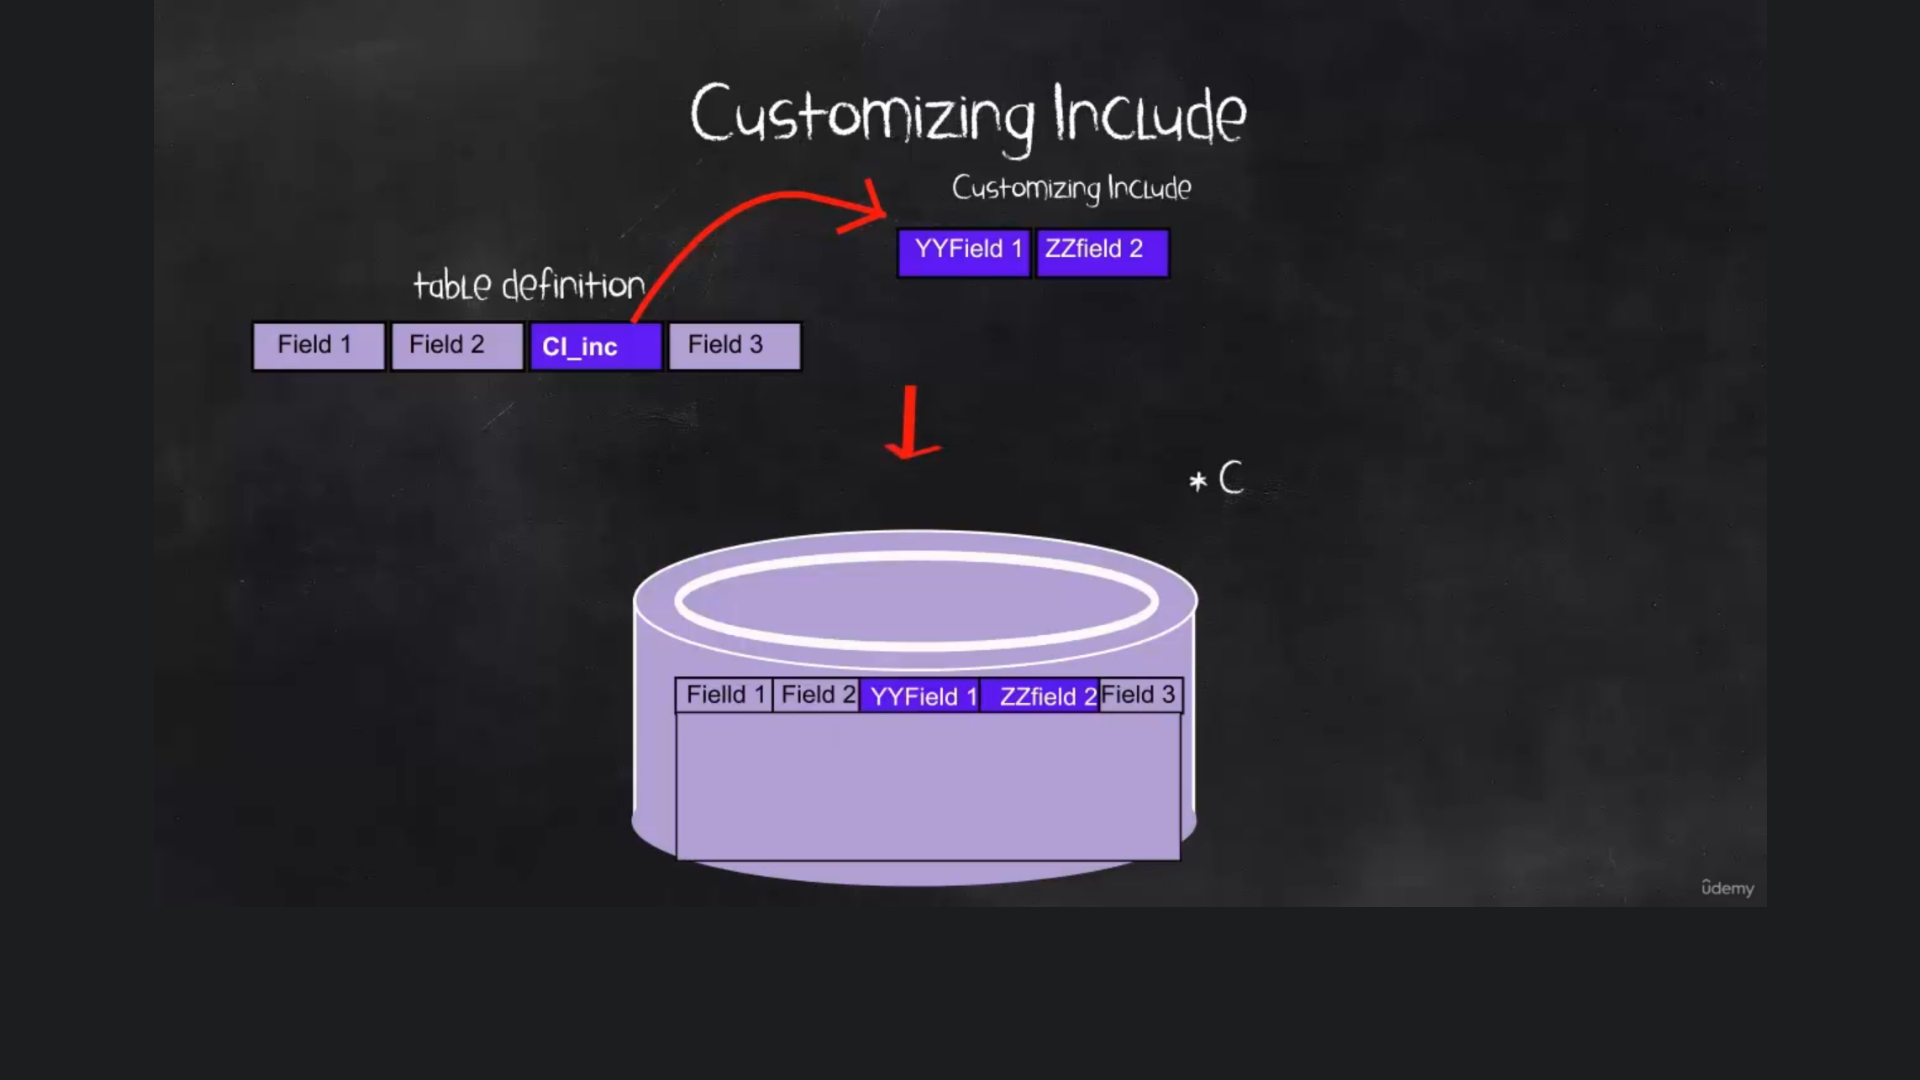 Customizing Include
Customizing Include
YYField 1 ZZfield 2
table definition
Field 1 Field 2 CI_inc Field 3
* C
Fielld 1 Field 2 YYField 1 ZZfield 2 Field 3
ûdemy